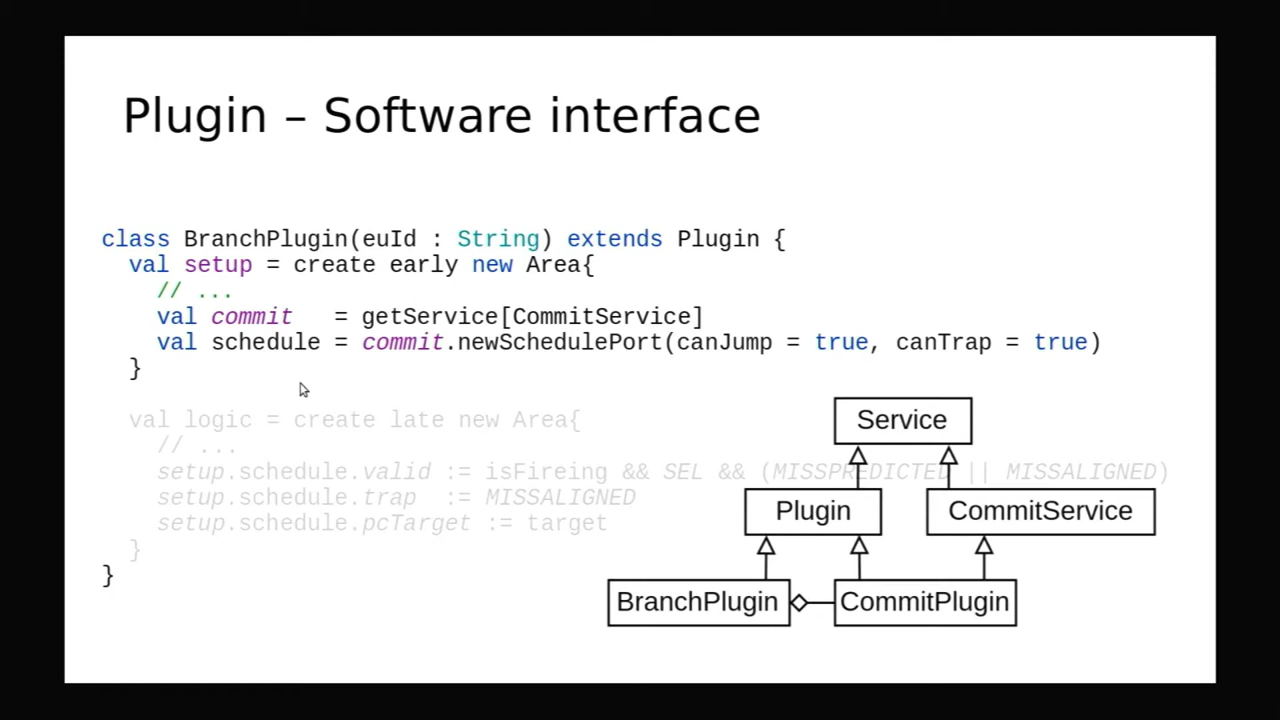 Plugin – Software interface
class BranchPlugin(euId : String) extends Plugin {
val setup = create early new Area{
// ...
val commit = getService[CommitService]
val schedule = commit.newSchedulePort(canJump = true, canTrap = true)
}
val logic = create late new Area{
// ...
setup.schedule.valid := isFireing && SEL && (MISSPREDICTED || MISSALIGNED)
setup.schedule.trap := MISSALIGNED
setup.schedule.pcTarget := target
}
}
Service
Plugin
CommitService
BranchPlugin
CommitPlugin